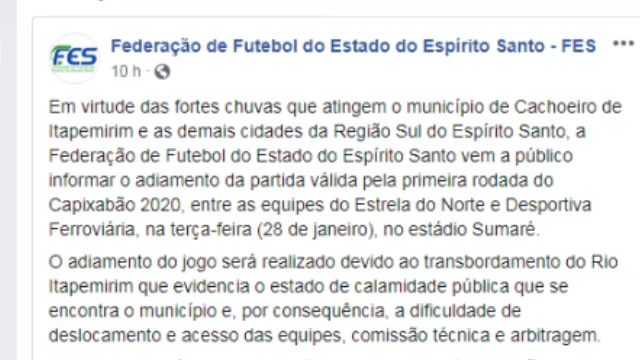 FES
Federação de Futebol do Estado do Espírito Santo - FES
10 h ·
Em virtude das fortes chuvas que atingem o município de Cachoeiro de
Itapemirim e as demais cidades da Região Sul do Espírito Santo, a
Federação de Futebol do Estado do Espírito Santo vem a público
informar o adiamento da partida válida pela primeira rodada do
Capixabão 2020, entre as equipes do Estrela do Norte e Desportiva
Ferroviária, na terça-feira (28 de janeiro), no estádio Sumaré.
O adiamento do jogo será realizado devido ao transbordamento do Rio
Itapemirim que evidencia o estado de calamidade pública que se
encontra o município e, por consequência, a dificuldade de
deslocamento e acesso das equipes, comissão técnica e arbitragem.